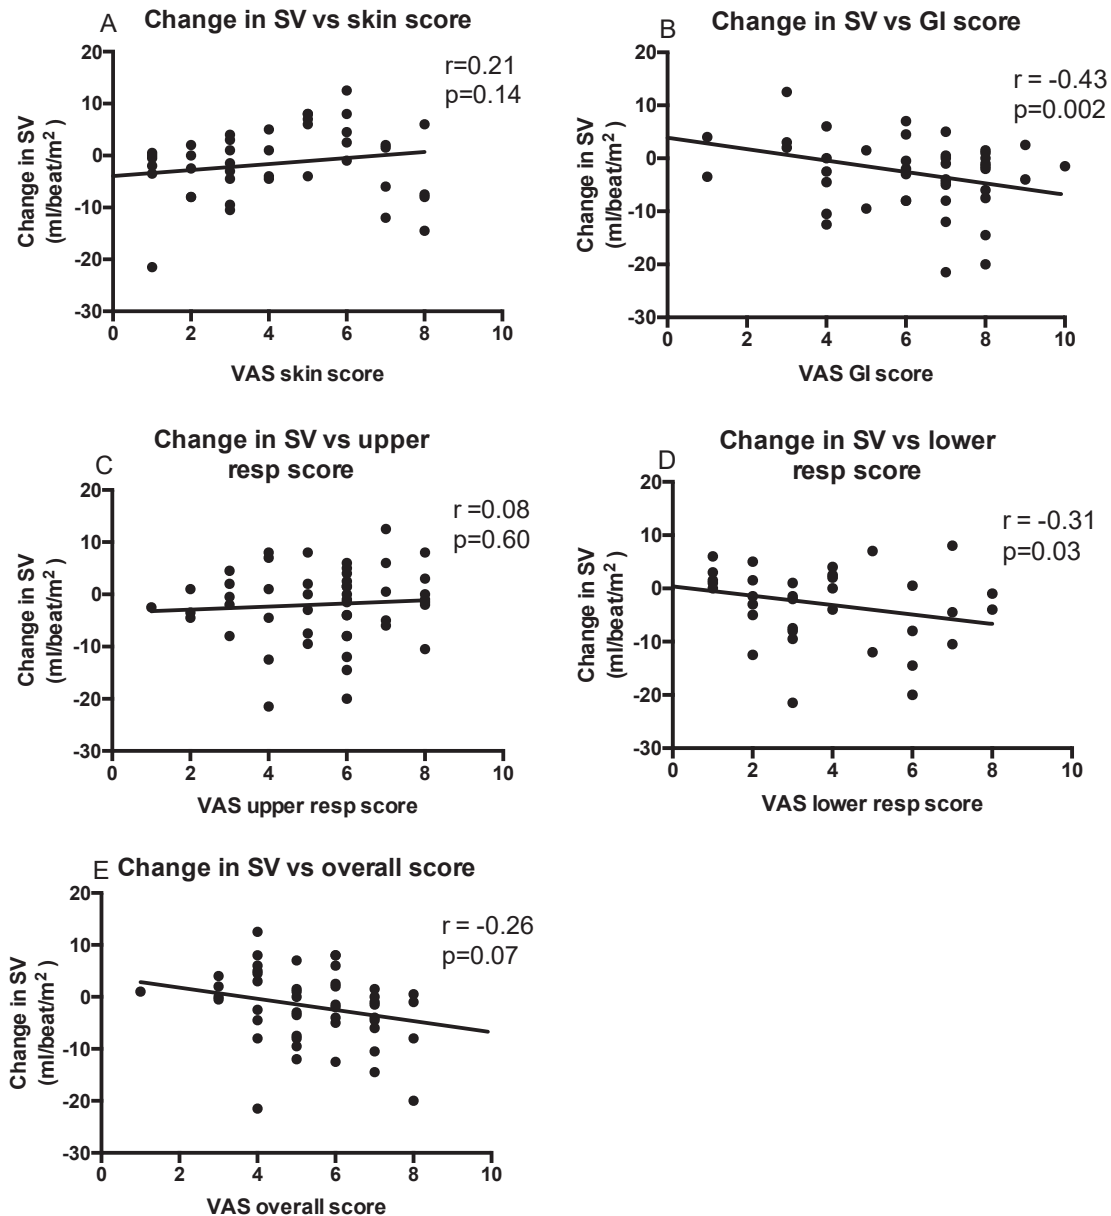 A
Change in SV vs skin score
r=0.21
p=0.14
20
10
0
-10
-20
-30
Change in SV
(ml/beat/m²)
0 2 4 6 8 10
VAS skin score
B
Change in SV vs GI score
r = -0.43
p=0.002
20
10
0
-10
-20
-30
Change in SV
(ml/beat/m²)
0 2 4 6 8 10
VAS GI score
C
Change in SV vs upper
resp score
r =0.08
p=0.60
20
10
0
-10
-20
-30
Change in SV
(ml/beat/m²)
0 2 4 6 8 10
VAS upper resp score
D
Change in SV vs lower
resp score
r = -0.31
p=0.03
20
10
0
-10
-20
-30
Change in SV
(ml/beat/m²)
0 2 4 6 8 10
VAS lower resp score
E
Change in SV vs overall score
r = -0.26
p=0.07
20
10
0
-10
-20
-30
Change in SV
(ml/beat/m²)
0 2 4 6 8 10
VAS overall score